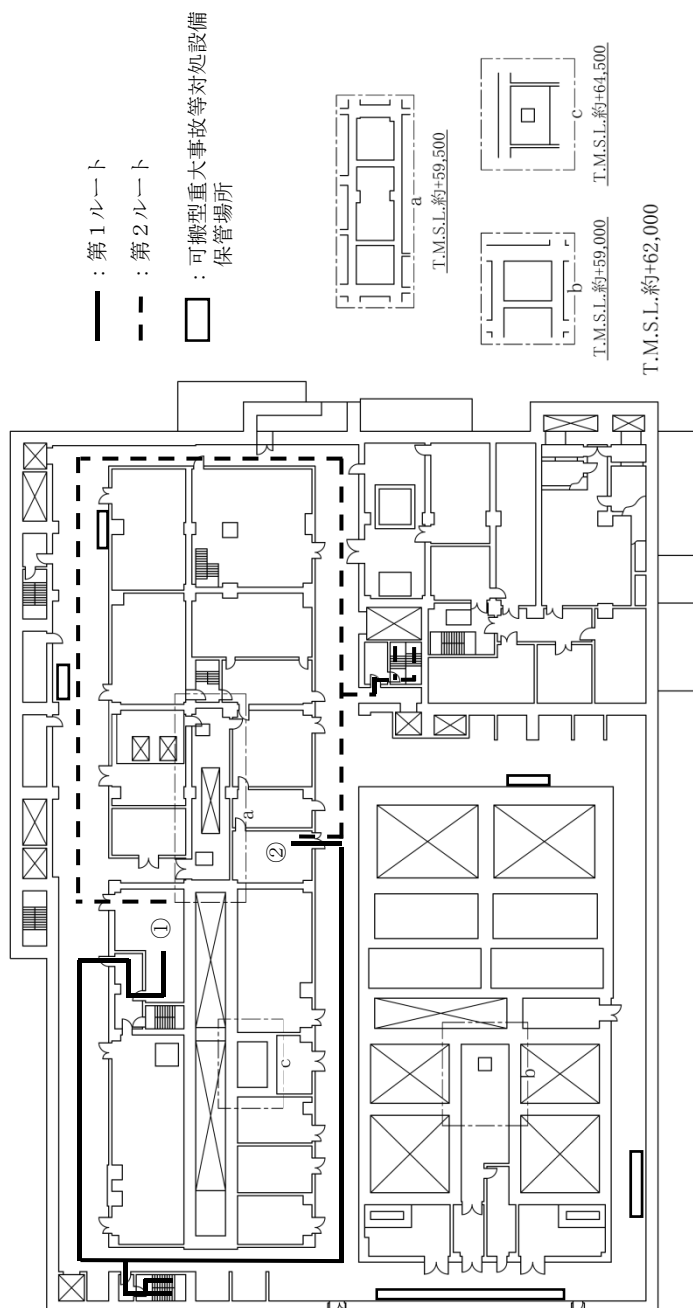 ：第１ルート
：第２ルート
：可搬型重大事故等対処設備
保管場所
a
T.M.S.L.約+59,500
b
T.M.S.L.約+59,000
c
T.M.S.L.約+64,500
T.M.S.L.約+62,000
①
②
a
c
b